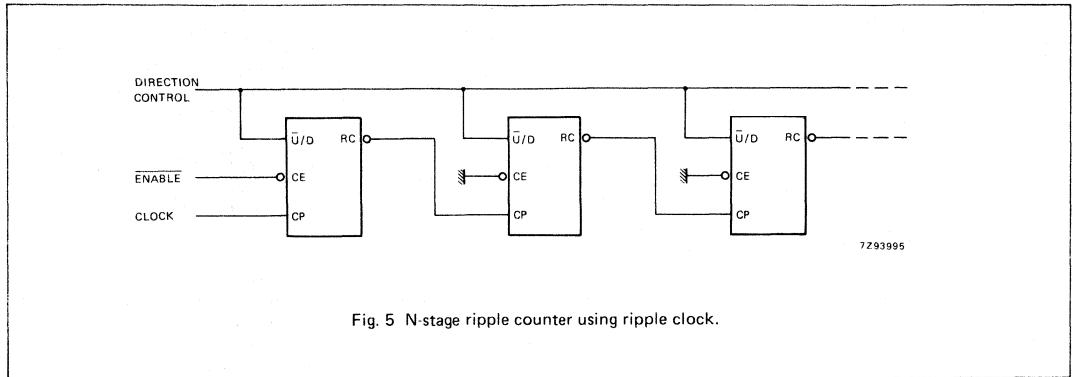 DIRECTION
CONTROL
U̅/D RC U̅/D RC U̅/D RC
E̅N̅A̅B̅L̅E̅ CE CE CE
CLOCK CP CP CP
7Z93995
Fig. 5 N-stage ripple counter using ripple clock.